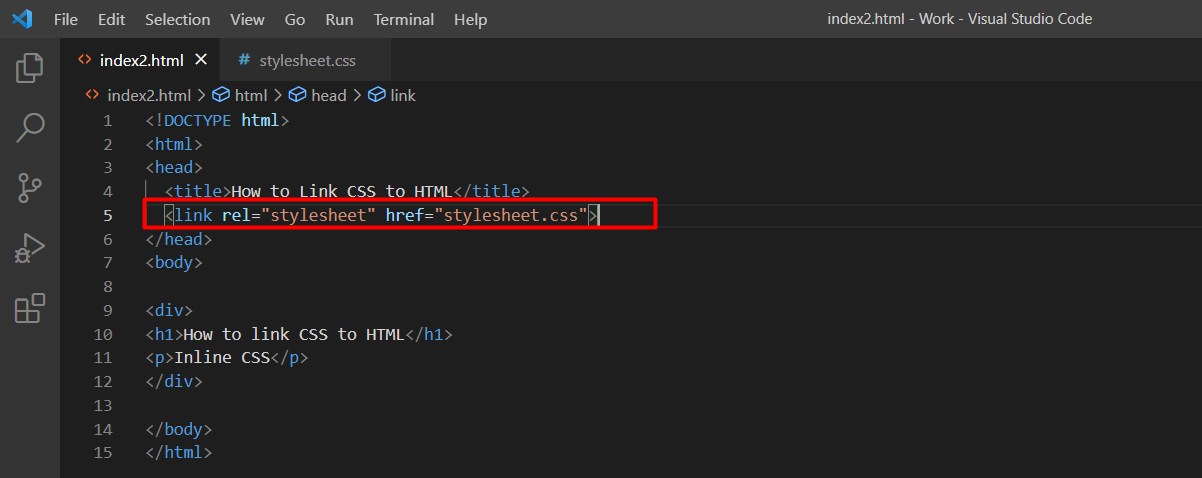 File Edit Selection View Go Run Terminal Help index2.html - Work - Visual Studio Code
index2.html stylesheet.css
index2.html > html > head > link
1 <!DOCTYPE html>
2 <html>
3 <head>
4 <title>How to Link CSS to HTML</title>
5 <link rel="stylesheet" href="stylesheet.css">
6 </head>
7 <body>
8
9 <div>
10 <h1>How to link CSS to HTML</h1>
11 <p>Inline CSS</p>
12 </div>
13
14 </body>
15 </html>